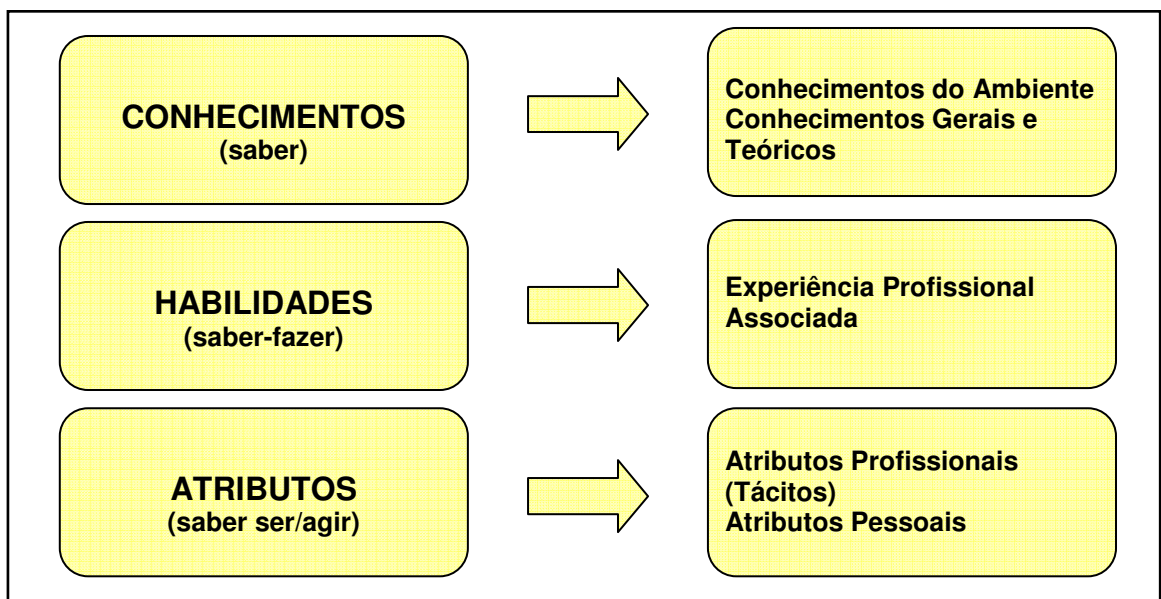 CONHECIMENTOS
(saber)
Conhecimentos do Ambiente
Conhecimentos Gerais e
Teóricos
HABILIDADES
(saber-fazer)
Experiência Profissional
Associada
ATRIBUTOS
(saber ser/agir)
Atributos Profissionais
(Tácitos)
Atributos Pessoais